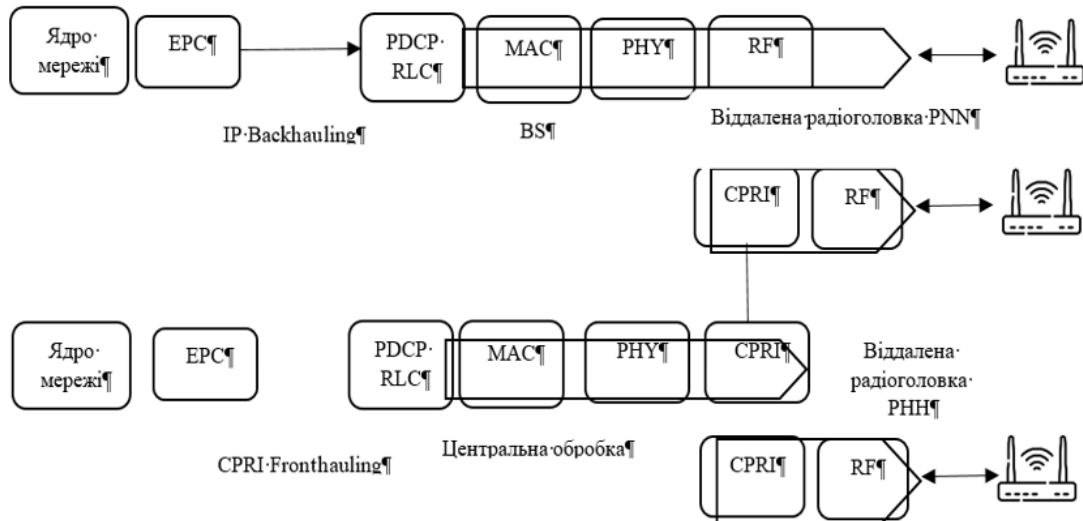 Ядро·
мережі¶
EPC¶
PDCP·
RLC¶
MAC¶
PHY¶
RF¶
IP·Backhauling¶
BS¶
Віддалена·радіоголовка·PNN¶
CPRI¶
RF¶
Ядро·
мережі¶
EPC¶
PDCP·
RLC¶
MAC¶
PHY¶
CPRI¶
Віддалена·
радіоголовка·
РНН¶
CPRI·Fronthauling¶
Центральна·обробка¶
CPRI¶
RF¶